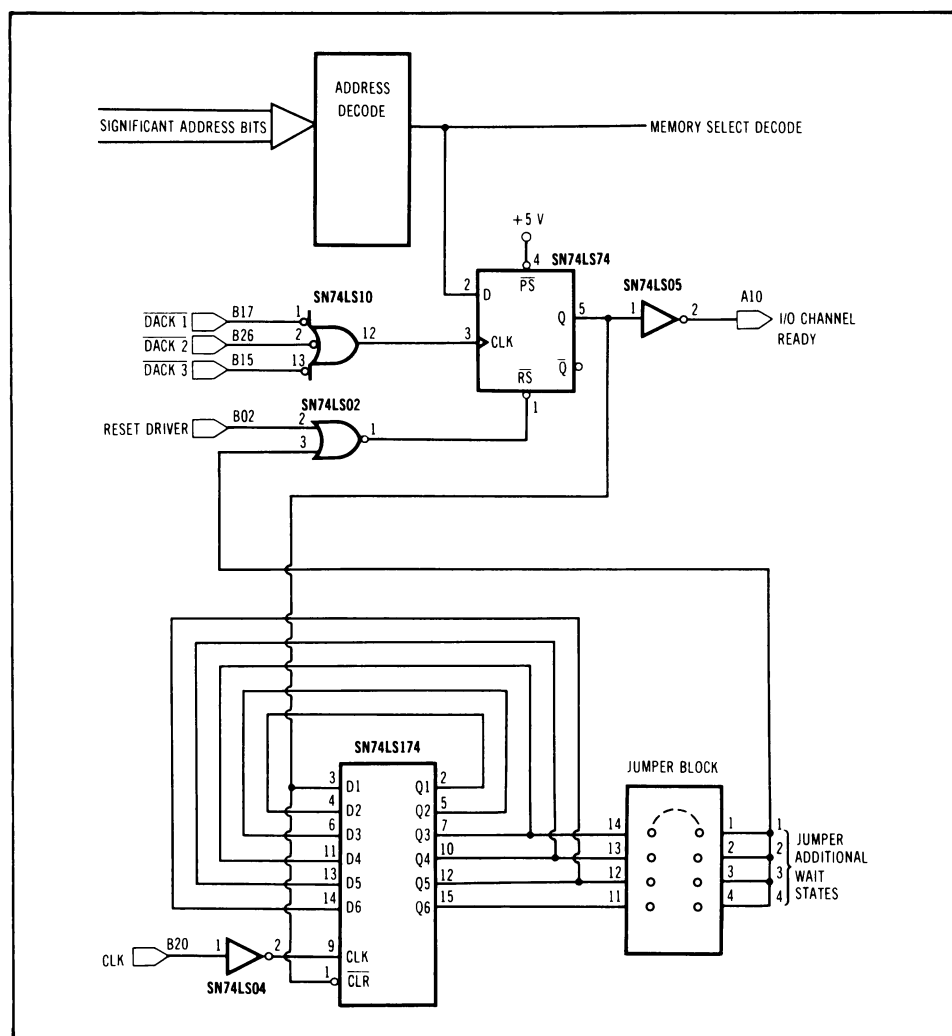 ADDRESS
DECODE
SIGNIFICANT ADDRESS BITS
MEMORY SELECT DECODE
+5 V
4
SN74LS74
PS
2
D
5
Q
SN74LS05
1
2
A10
I/O CHANNEL
READY
SN74LS10
DACK 1
B17
1
DACK 2
B26
2
12
3
CLK
DACK 3
B15
13
Q
RS
1
SN74LS02
RESET DRIVER
B02
2
3
1
SN74LS174
JUMPER BLOCK
3
D1
Q1
2
4
D2
Q2
5
6
D3
Q3
7
14
1
1
11
D4
Q4
10
13
2
2
13
D5
Q5
12
12
3
3
14
D6
Q6
15
11
4
4
JUMPER
ADDITIONAL
WAIT
STATES
CLK
B20
1
2
9
CLK
1
CLR
SN74LS04